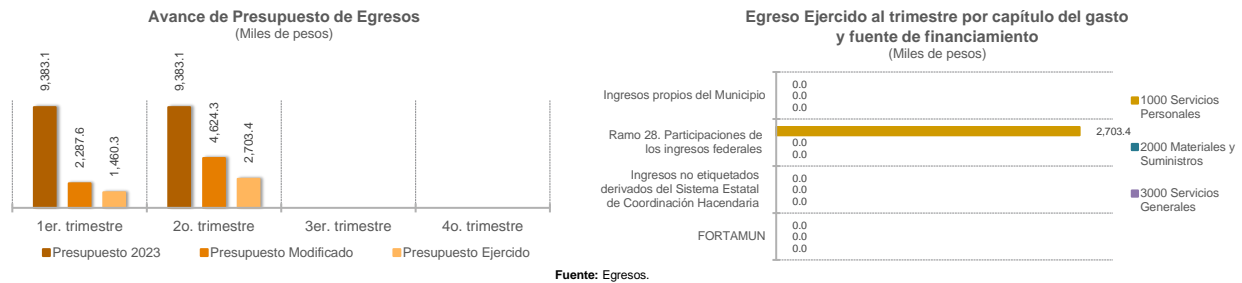 Avance de Presupuesto de Egresos
(Miles de pesos)
9,383.1
2,287.6
1,460.3
9,383.1
4,624.3
2,703.4
1er. trimestre
2o. trimestre
3er. trimestre
4o. trimestre
Presupuesto 2023
Presupuesto Modificado
Presupuesto Ejercido
Egreso Ejercido al trimestre por capítulo del gasto
y fuente de financiamiento
(Miles de pesos)
Ingresos propios del Municipio
0.0
0.0
0.0
Ramo 28. Participaciones de
los ingresos federales
2,703.4
0.0
0.0
Ingresos no etiquetados
derivados del Sistema Estatal
de Coordinación Hacendaria
0.0
0.0
0.0
FORTAMUN
0.0
0.0
0.0
1000 Servicios
Personales
2000 Materiales y
Suministros
3000 Servicios
Generales
Fuente: Egresos.